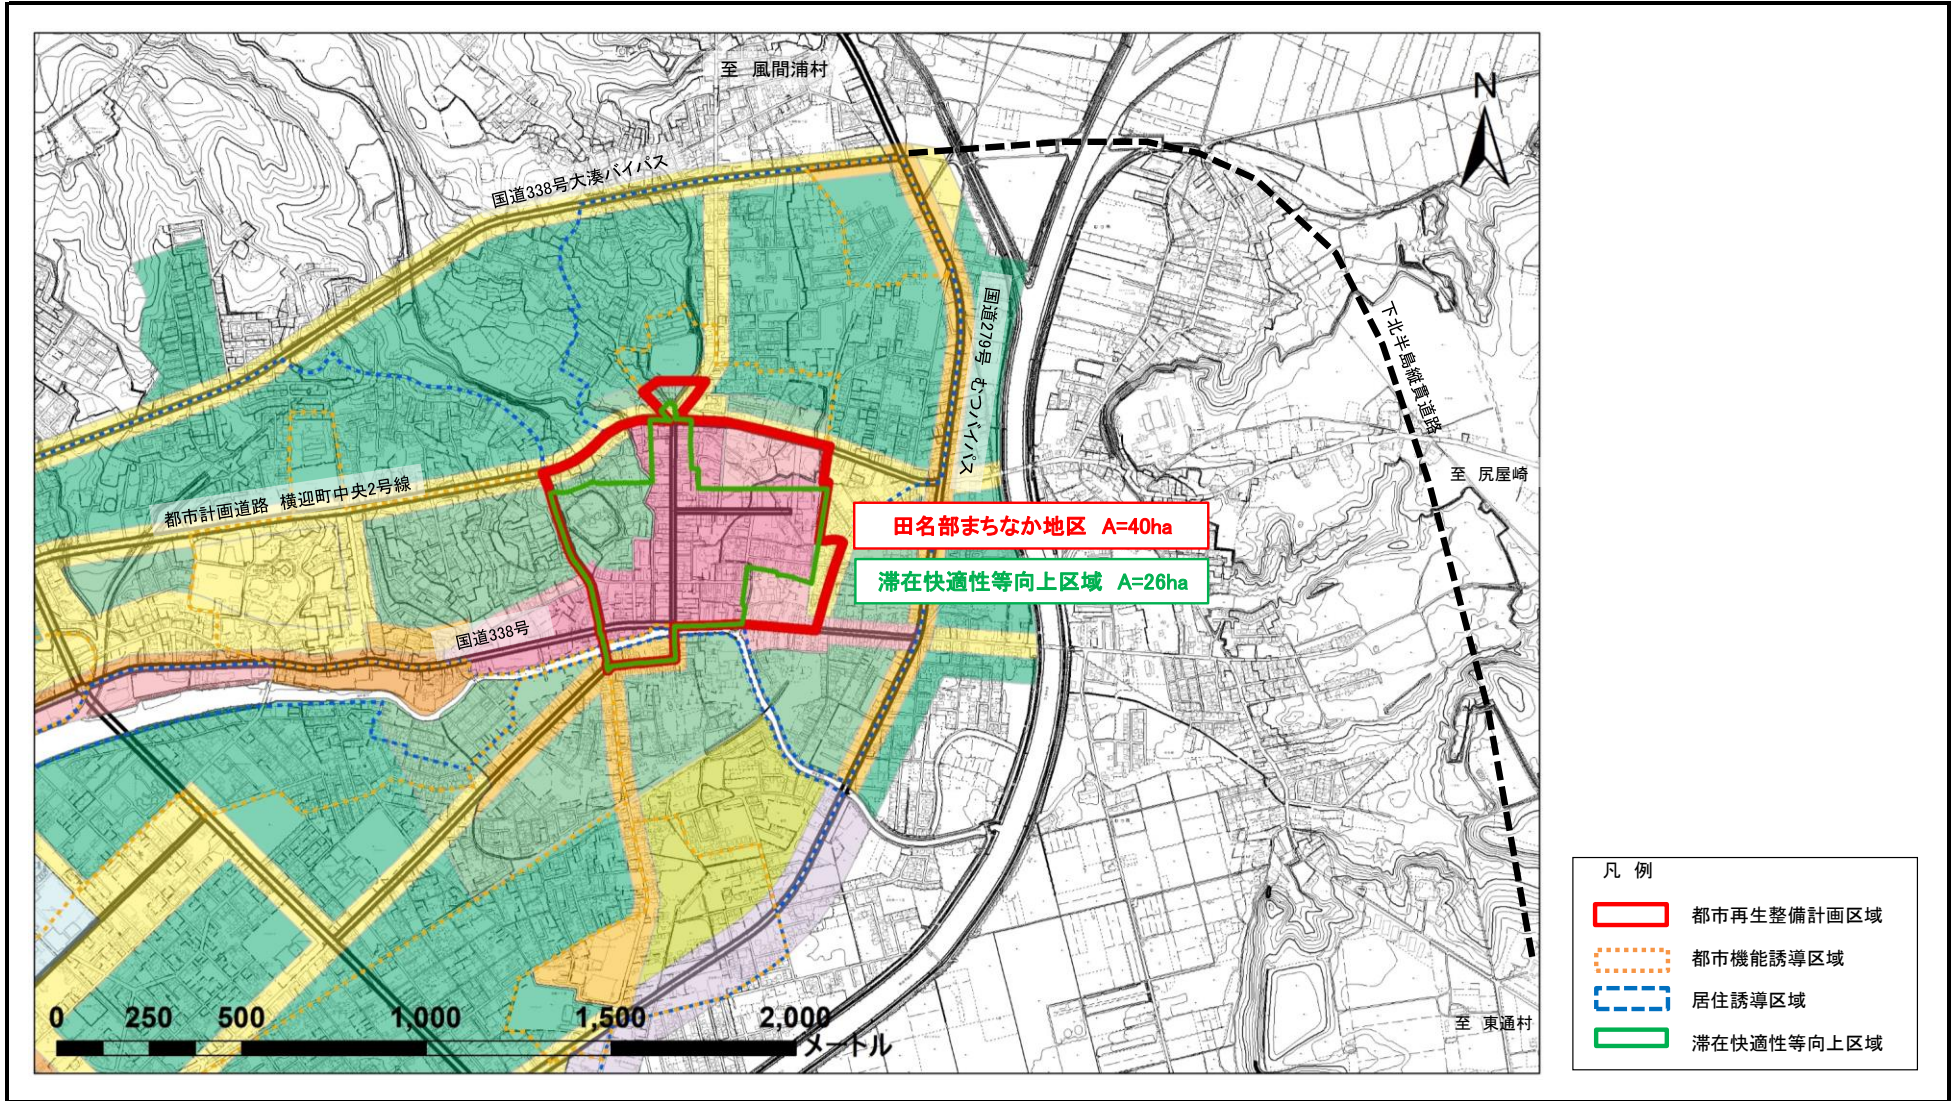 至 風間浦村
N
国道338号大湊バイパス
国道279号 むつバイパス
下北半島縦貫道路
至 尻屋崎
都市計画道路 横迎町中央2号線
田名部まちなか地区 A=40ha
滞在快適性等向上区域 A=26ha
国道338号
至 東通村
0 250 500 1,000 1,500 2,000
メートル
凡 例
都市再生整備計画区域
都市機能誘導区域
居住誘導区域
滞在快適性等向上区域